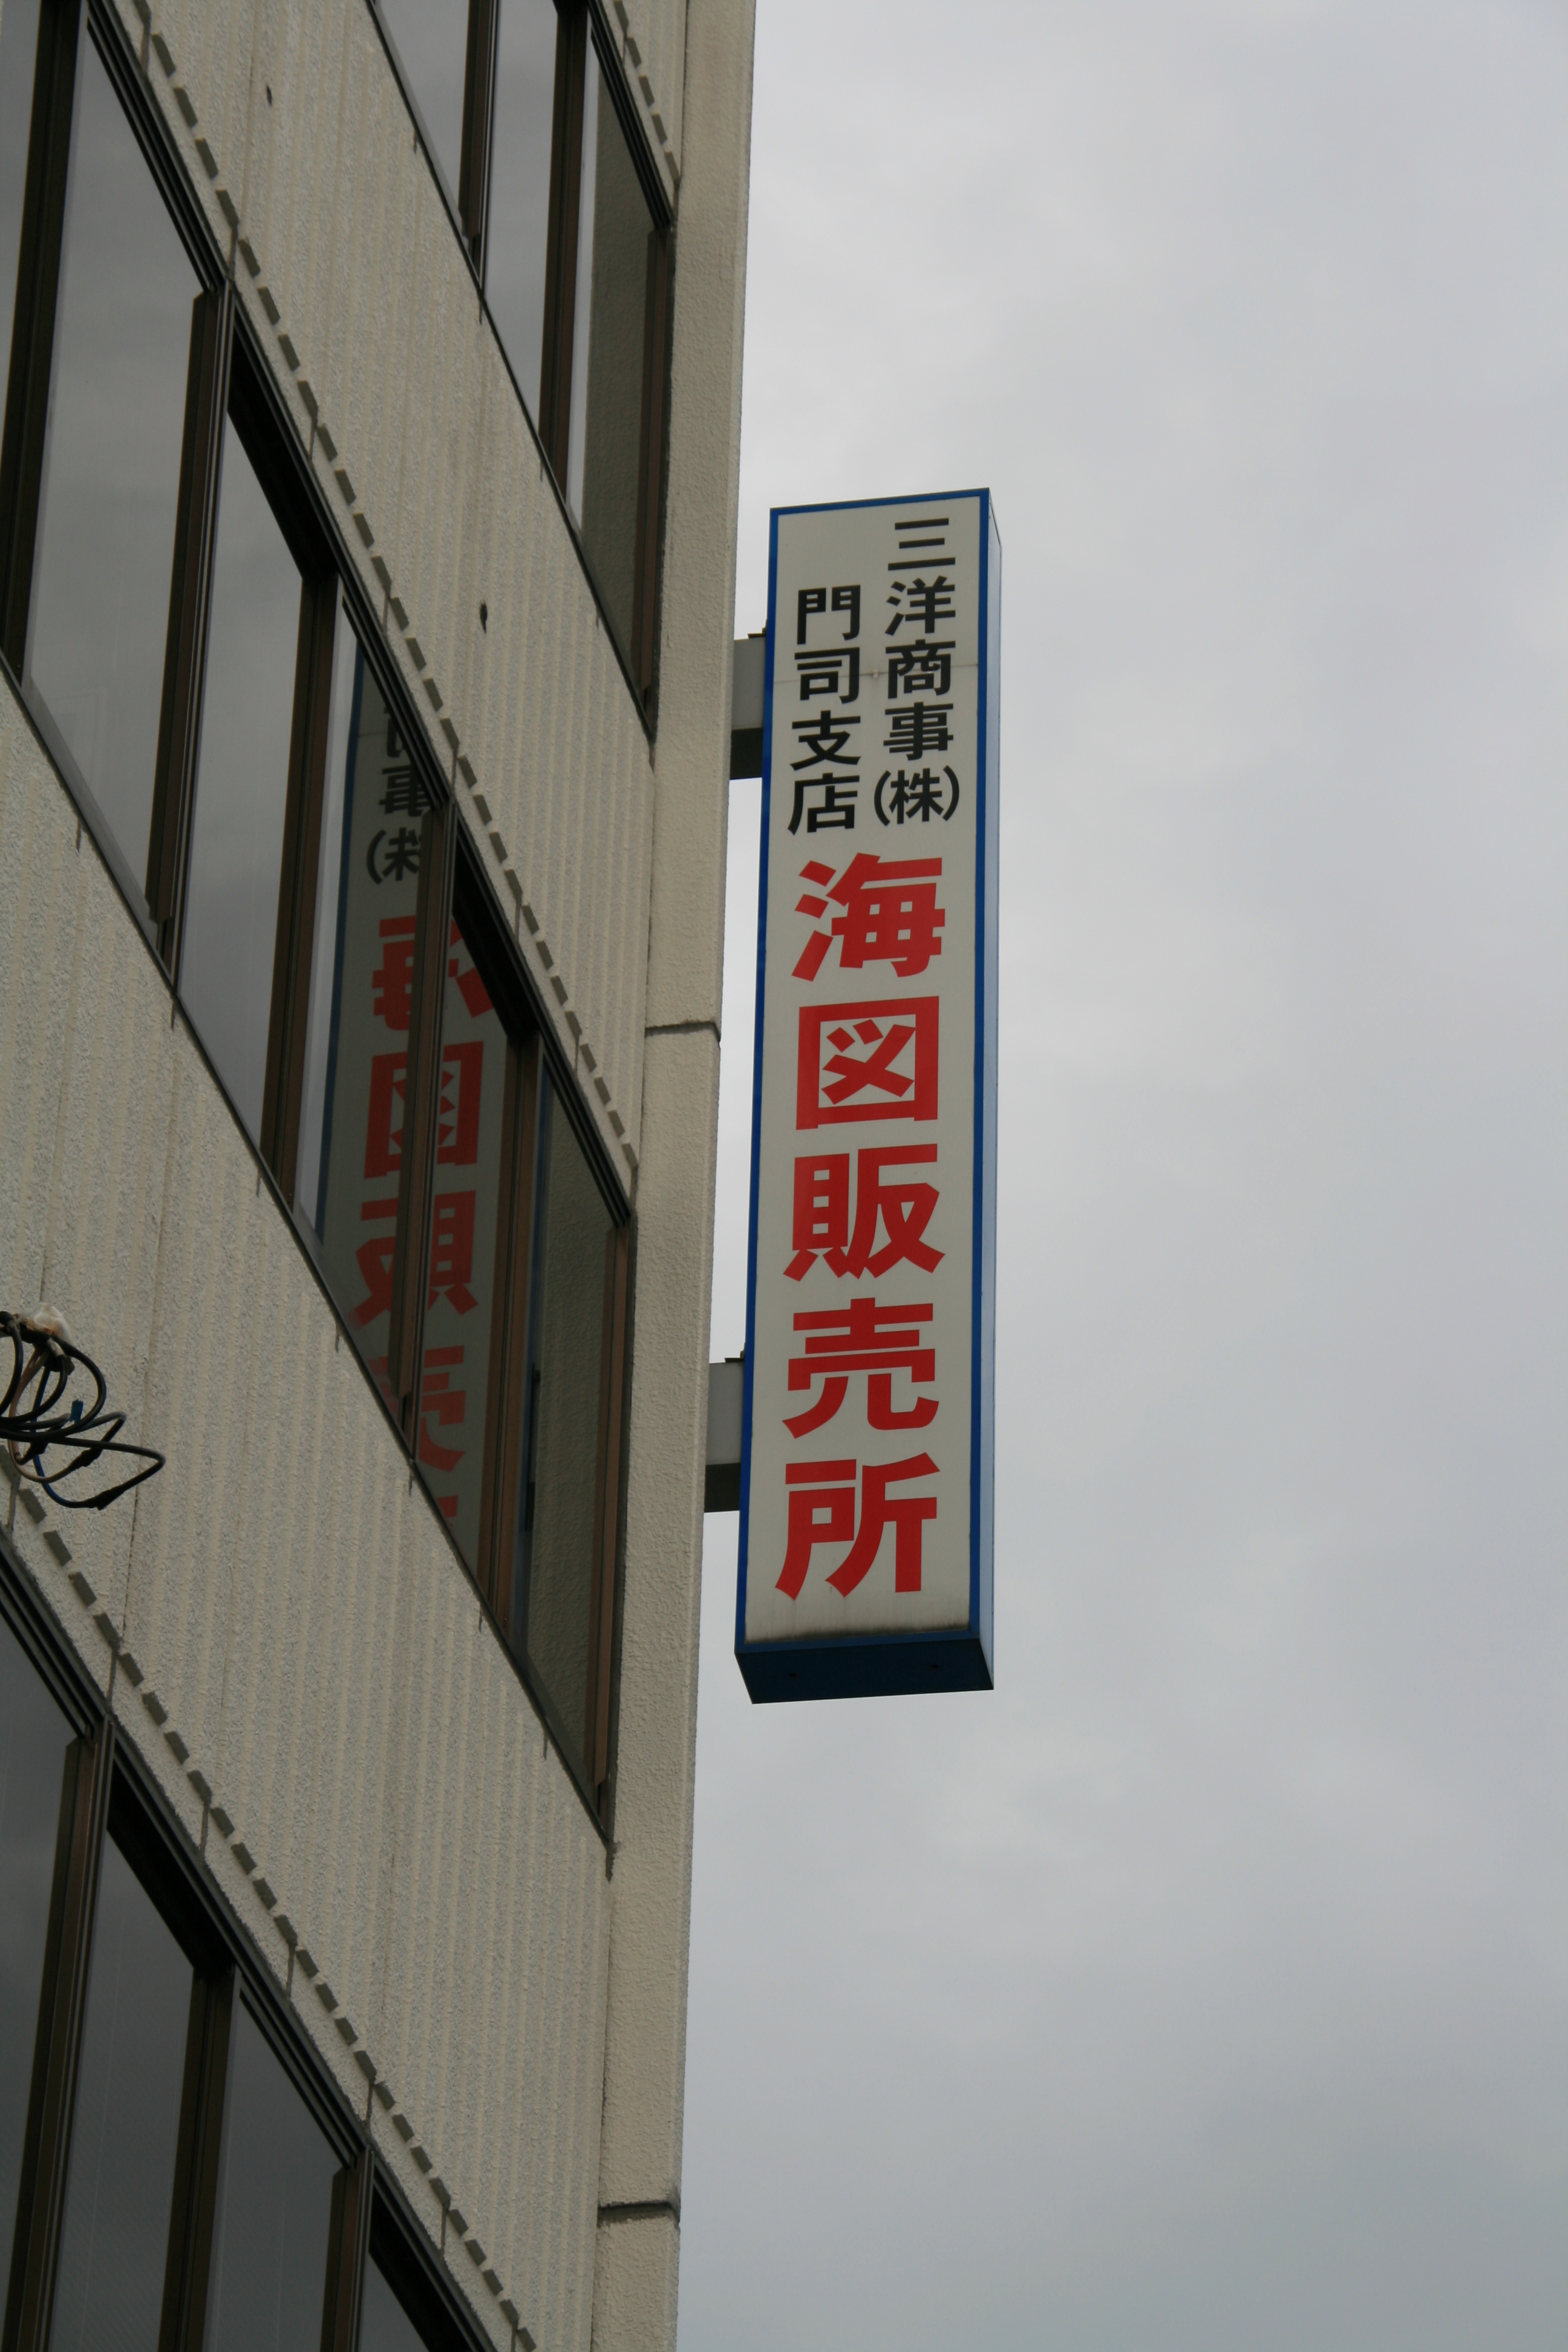 三洋商事(株)
門司支店
海図販売所